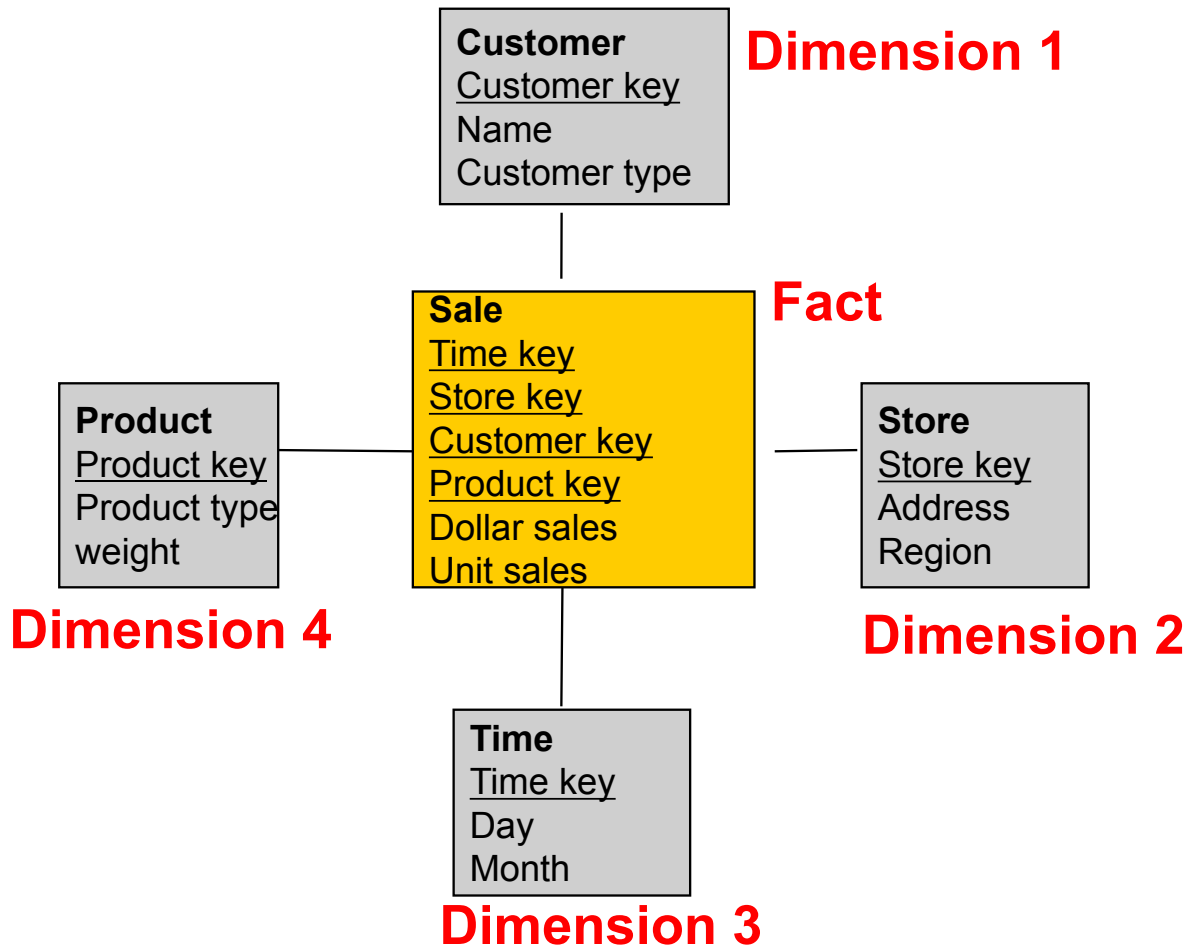 Customer
Customer key
Name
Customer type
Dimension 1
Sale
Time key
Store key
Customer key
Product key
Dollar sales
Unit sales
Fact
Product
Product key
Product type
weight
Dimension 4
Store
Store key
Address
Region
Dimension 2
Time
Time key
Day
Month
Dimension 3